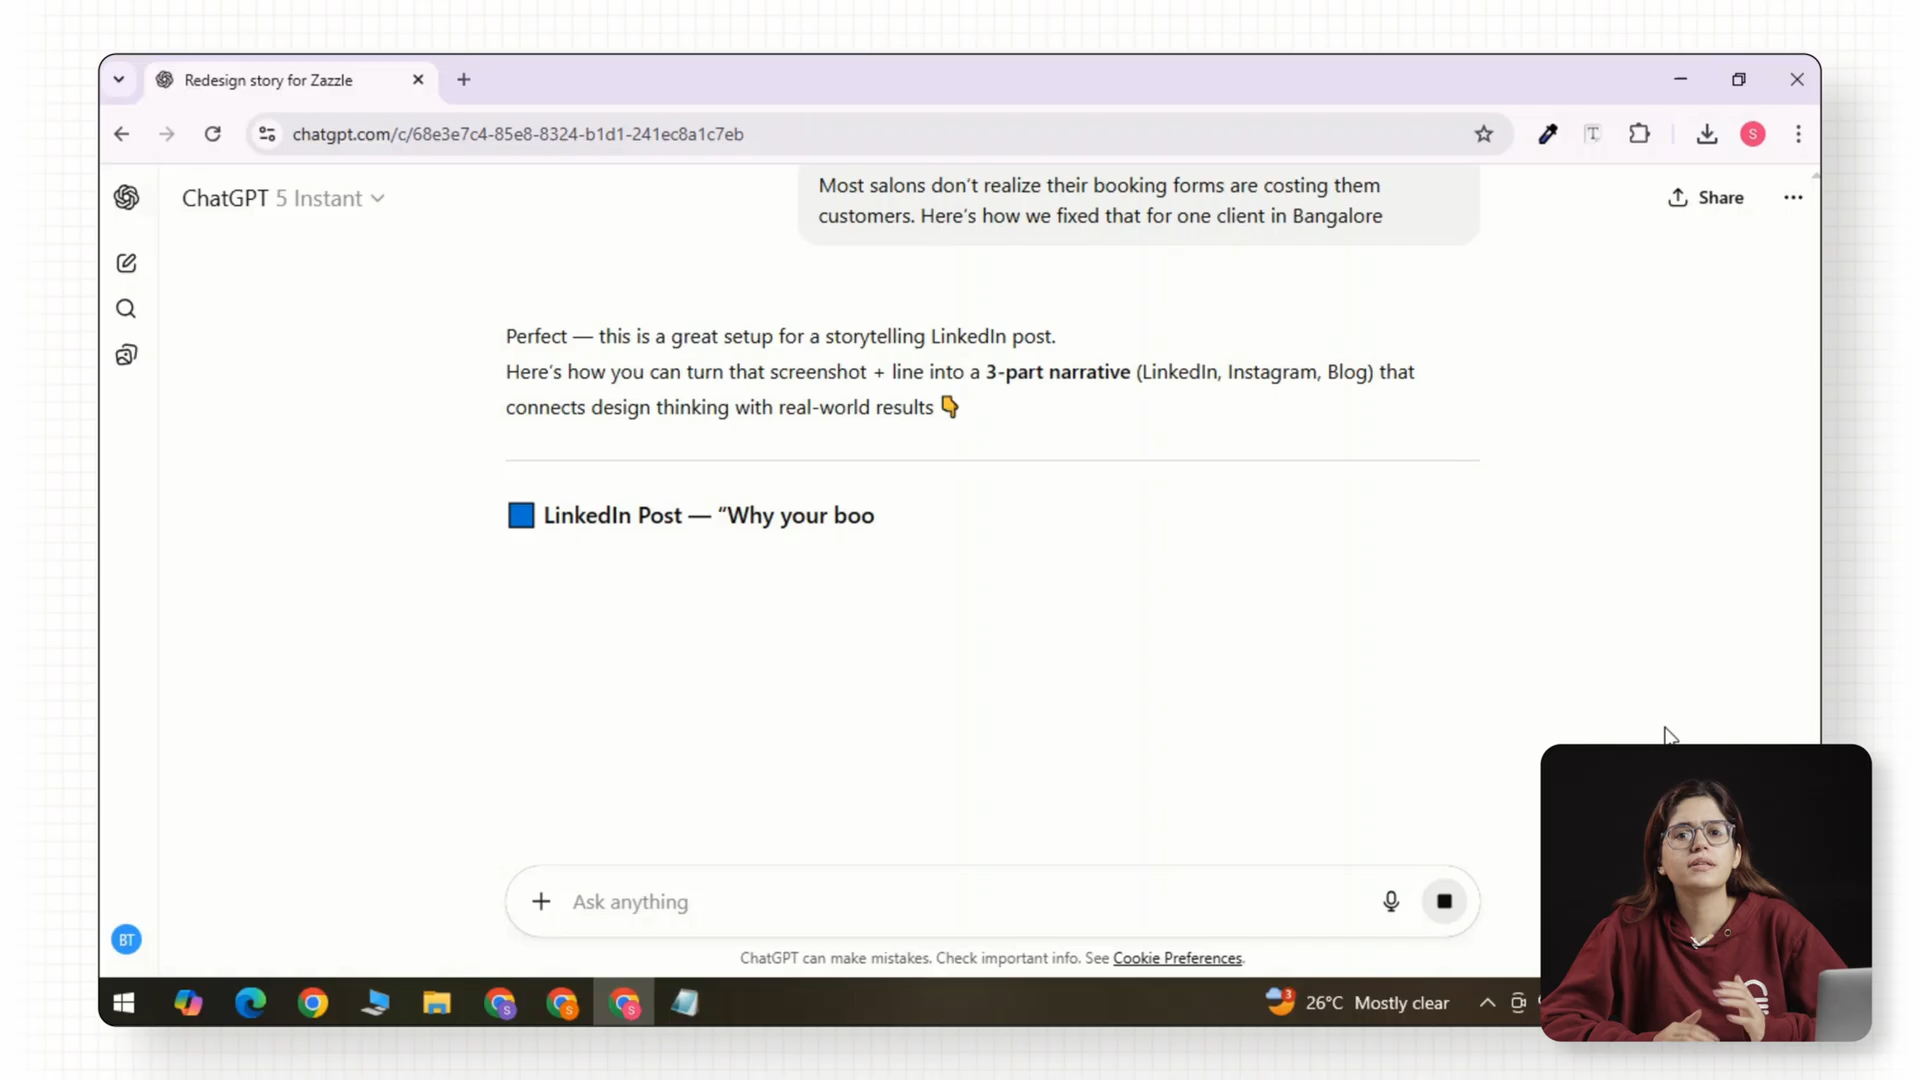 Redesign story for Zazzle
chatgpt.com/c/68e3e7c4-85e8-8324-b1d1-241ec8a1c7eb
S
ChatGPT 5 Instant
Share
Most salons don't realize their booking forms are costing them
customers. Here's how we fixed that for one client in Bangalore
Perfect — this is a great setup for a storytelling LinkedIn post.
Here's how you can turn that screenshot + line into a 3-part narrative (LinkedIn, Instagram, Blog) that
connects design thinking with real-world results 👇
LinkedIn Post — “Why your boo
Ask anything
BT
ChatGPT can make mistakes. Check important info. See Cookie Preferences.
S
S
S
3
26°C Mostly clear